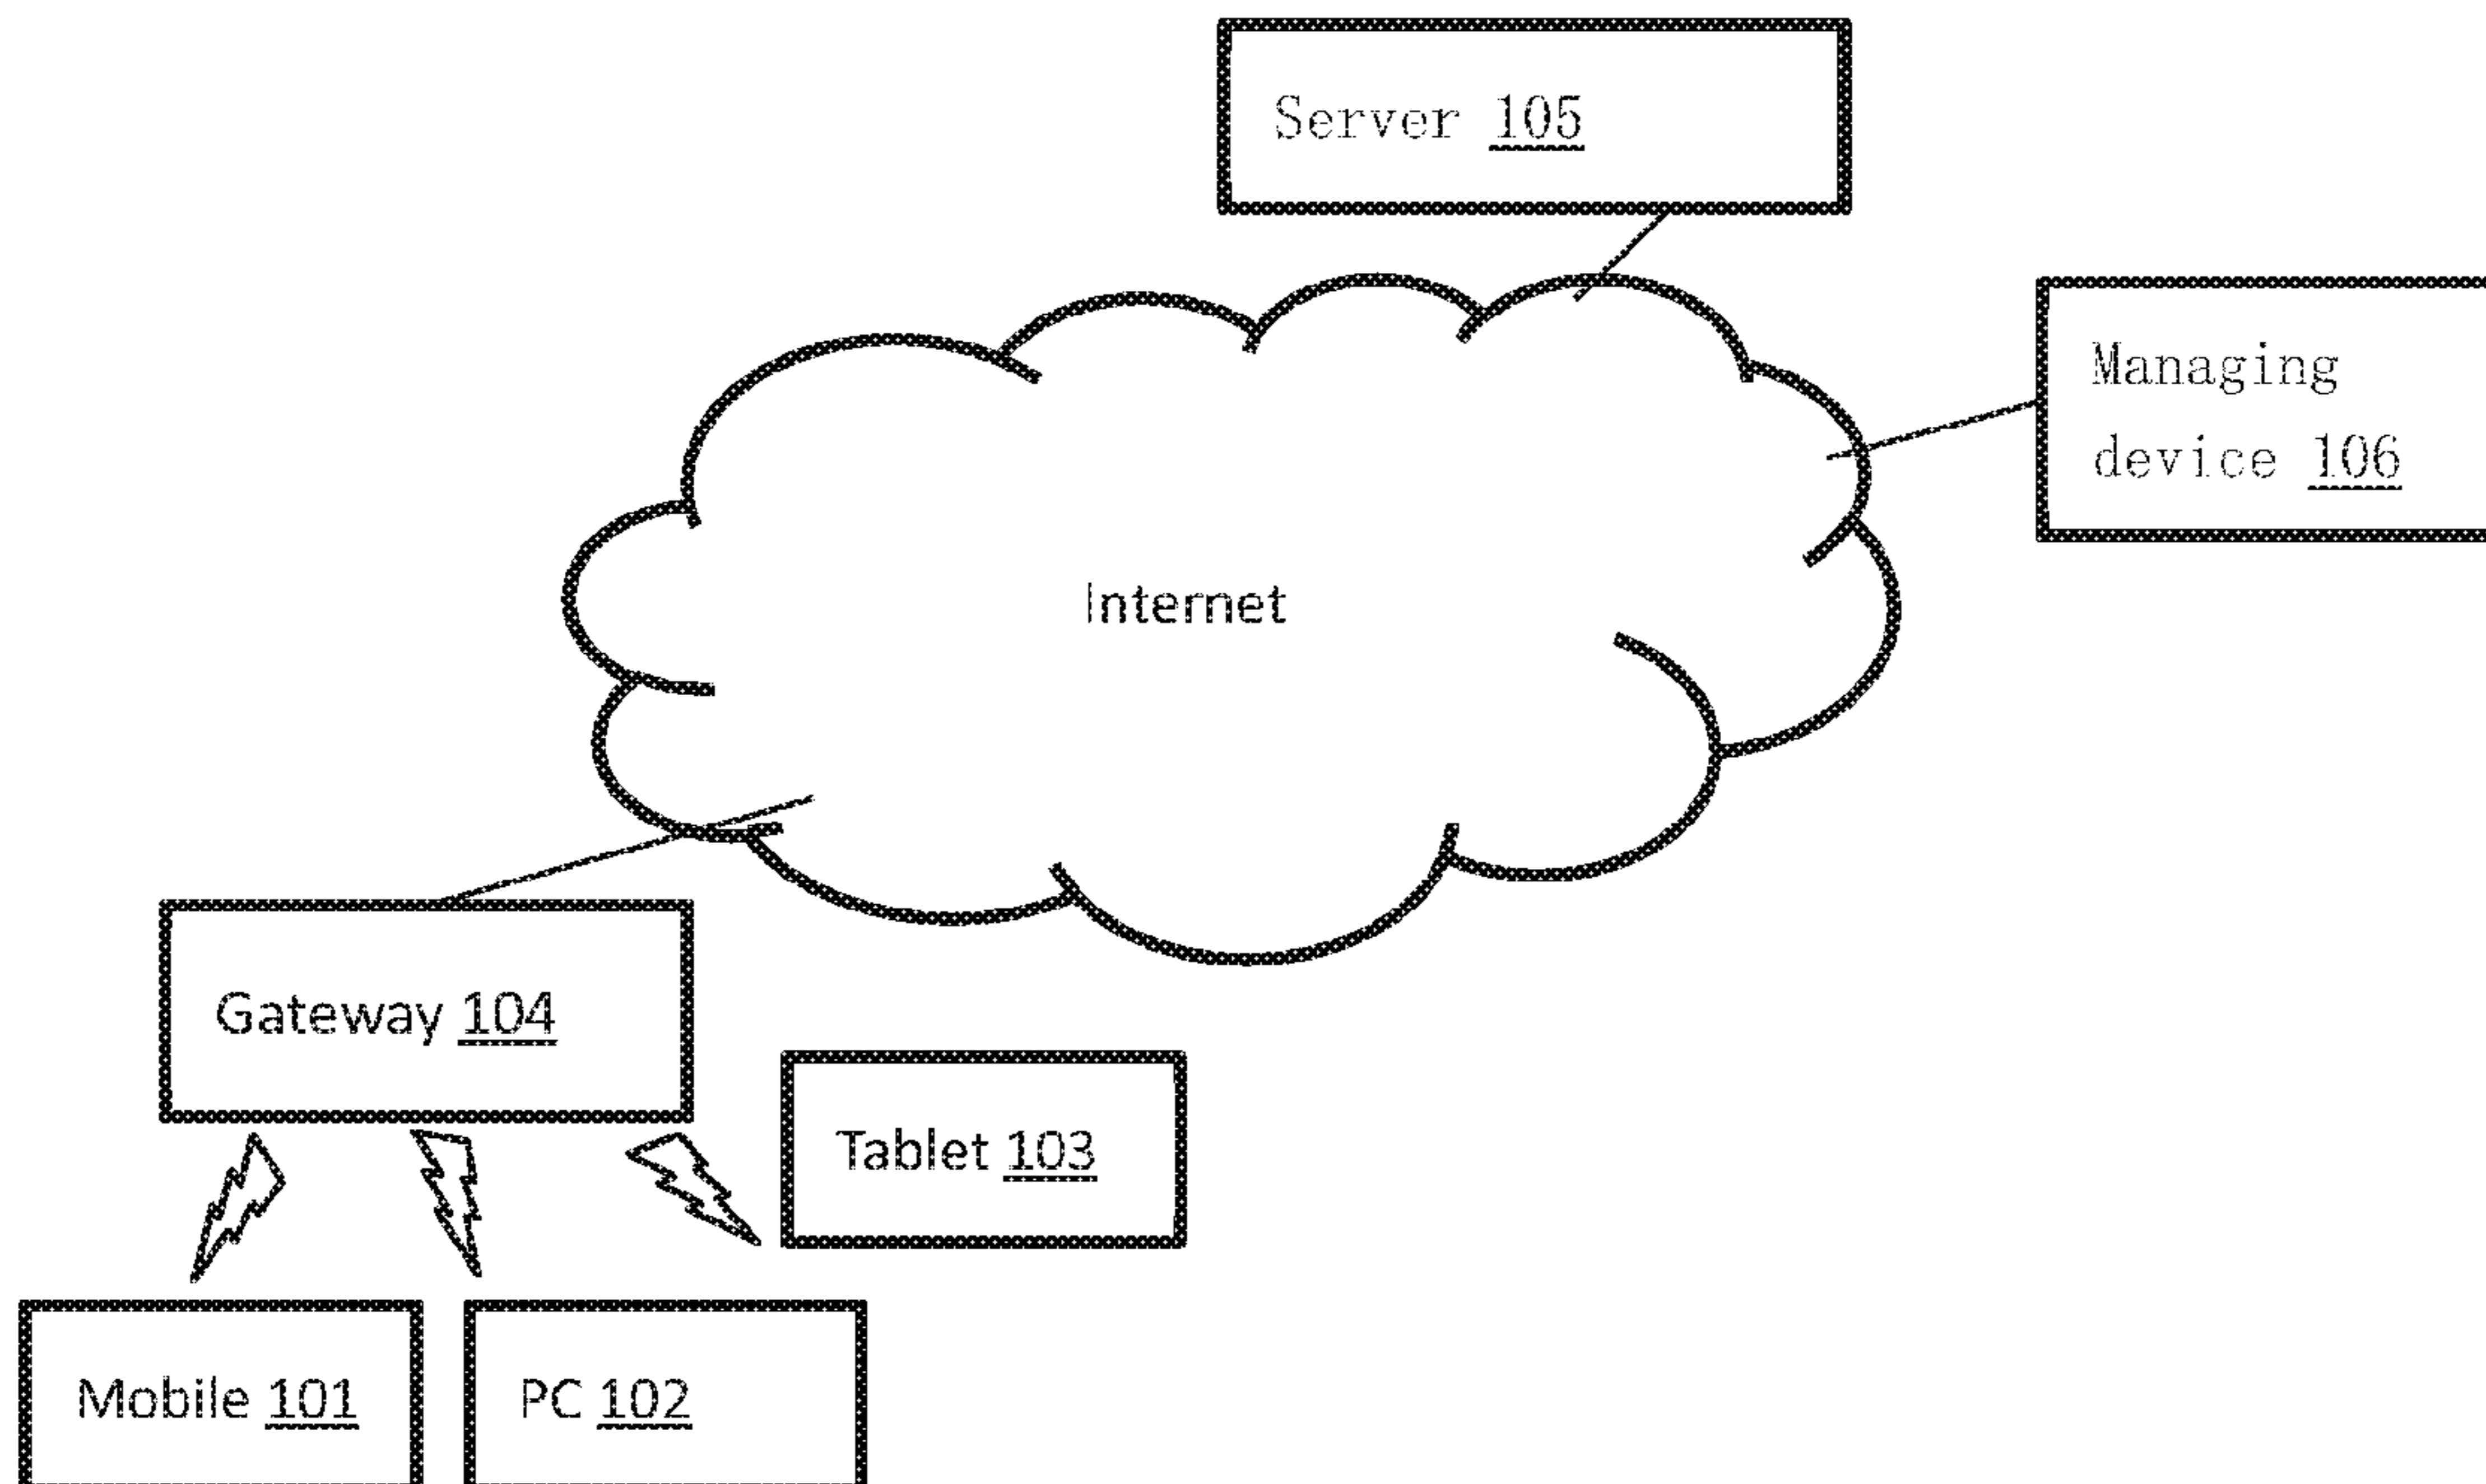 Server 105
Managing
device 106
Internet
Gateway 104
Tablet 103
Mobile 101
PC 102